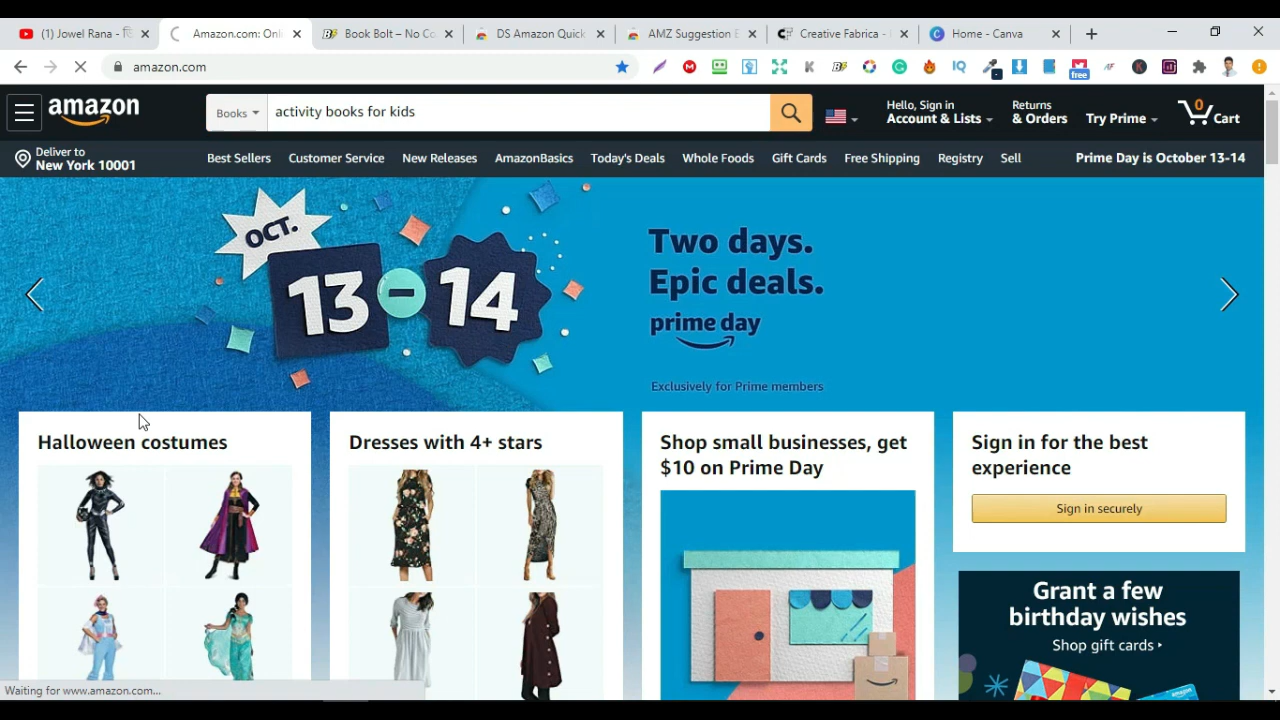 (1) Jowel Rana -
Amazon.com: Onl
Book Bolt – No Co
DS Amazon Quick
AMZ Suggestion E
Creative Fabrica -
Home - Canva
amazon.com
free
amazon
Books
activity books for kids
Hello, Sign in
Account & Lists
Returns
& Orders
Try Prime
0
Cart
Deliver to
New York 10001
Best Sellers
Customer Service
New Releases
AmazonBasics
Today's Deals
Whole Foods
Gift Cards
Free Shipping
Registry
Sell
Prime Day is October 13-14
OCT.
13-14
Two days.
Epic deals.
prime day
Exclusively for Prime members
Halloween costumes
Dresses with 4+ stars
Shop small businesses, get
$10 on Prime Day
Sign in for the best
experience
Sign in securely
Grant a few
birthday wishes
Shop gift cards
Waiting for www.amazon.com...